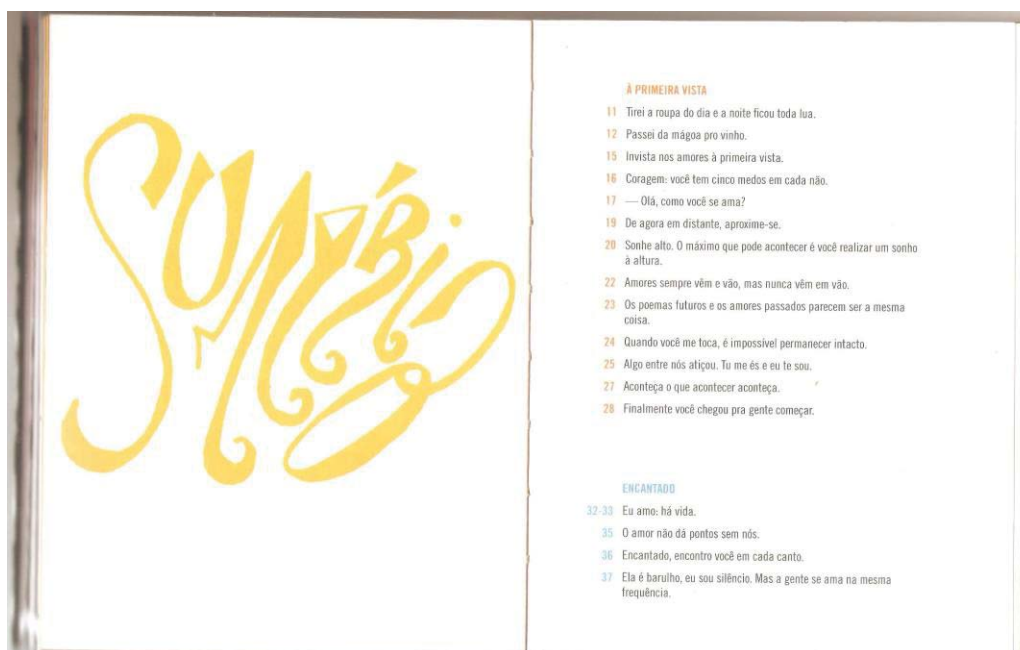 SUMÁRIO
À PRIMEIRA VISTA
11 Tirei a roupa do dia e a noite ficou toda lua.
12 Passei da mágoa pro vinho.
15 Invista nos amores à primeira vista.
16 Coragem: você tem cinco medos em cada não.
17 — Olá, como você se ama?
19 De agora em distante, aproxime-se.
20 Sonhe alto. O máximo que pode acontecer é você realizar um sonho
à altura.
22 Amores sempre vêm e vão, mas nunca vêm em vão.
23 Os poemas futuros e os amores passados parecem ser a mesma
coisa.
24 Quando você me toca, é impossível permanecer intacto.
25 Algo entre nós atiçou. Tu me és e eu te sou.
27 Aconteça o que acontecer aconteça.
28 Finalmente você chegou pra gente começar.
ENCANTADO
32-33 Eu amo: há vida.
35 O amor não dá pontos sem nós.
36 Encantado, encontro você em cada canto.
37 Ela é barulho, eu sou silêncio. Mas a gente se ama na mesma
frequência.